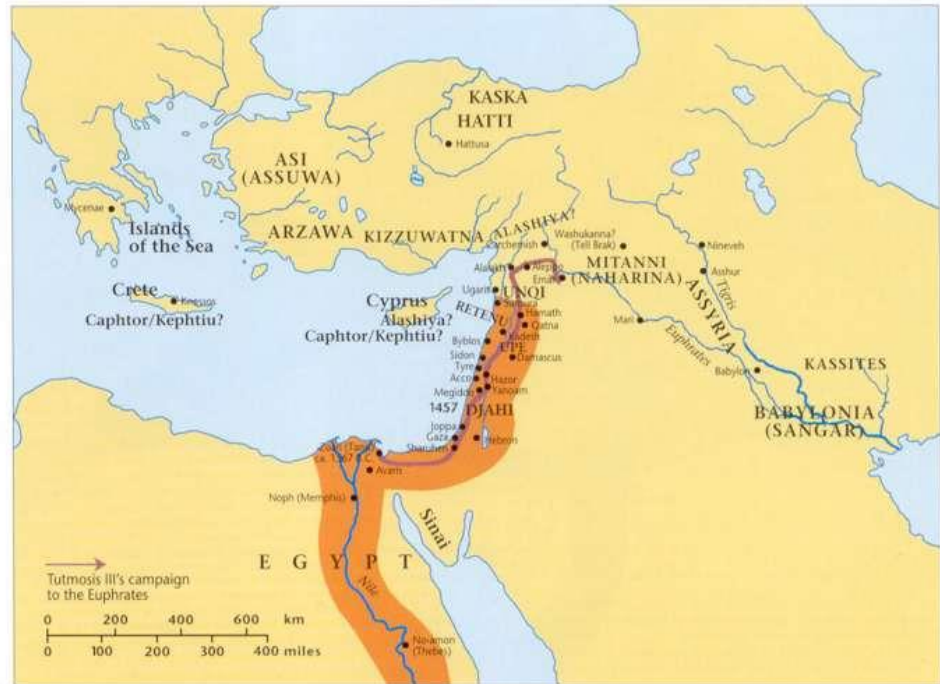 KASKA
HATTI
Hattusa
ASI
(ASSUWA)
Mycenae
Islands
of the Sea
ARZAWA
KIZZUWATNA
ALASHIYA?
Carchemish
Washukanna?
(Tell Brak)
Nineveh
MITANNI
(NAHARINA)
Asshur
Alalakh
Aleppo
Emar
Crete
Knossos
Caphtor/Kephtiu?
Cyprus
Alashiya?
Caphtor/Kephtiu?
Ugarit
UNQI
Sumura
RETENU
Hamath
Qatna
Kadesh
UPE
Byblos
Damascus
Sidon
Tyre
Acco
Hazor
Yanoam
Megiddo
1457
DJAHI
Joppa
Gaza
Hebron
Sharuhen
Mari
Euphrates
ASSYRIA
Tigris
Babylon
KASSITES
BABYLONIA
(SANGAR)
Zoan (Tanis)
Avaris
Noph (Memphis)
Sinai
EGYPT
Nile
No-amon
(Thebes)
Tutmosis III's campaign
to the Euphrates
0 200 400 600 km
0 100 200 300 400 miles